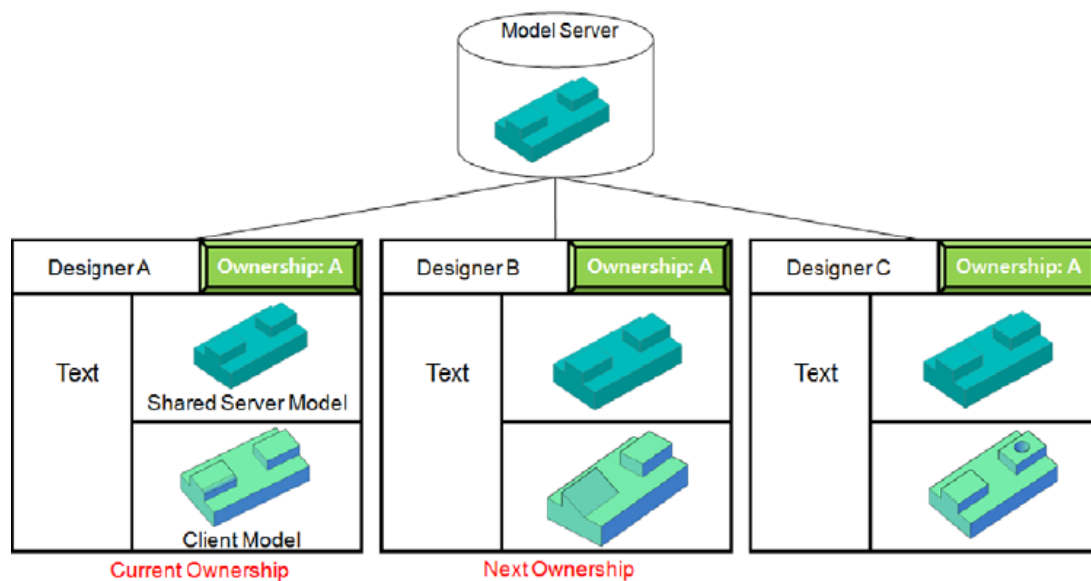 Model Server
Designer A
Ownership: A
Designer B
Ownership: A
Designer C
Ownership: A
Text
Shared Server Model
Client Model
Text
Text
Current Ownership
Next Ownership